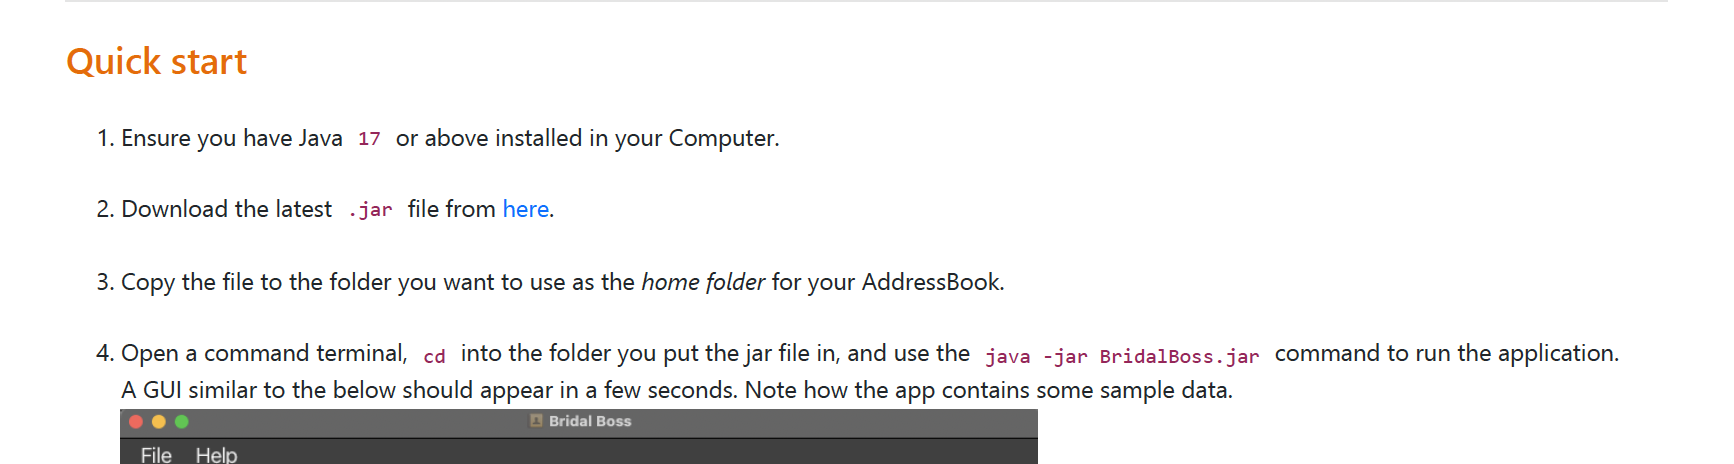 Quick start
1. Ensure you have Java 17 or above installed in your Computer.
2. Download the latest .jar file from here.
3. Copy the file to the folder you want to use as the home folder for your AddressBook.
4. Open a command terminal, cd into the folder you put the jar file in, and use the java -jar BridalBoss.jar command to run the application.
A GUI similar to the below should appear in a few seconds. Note how the app contains some sample data.
Bridal Boss
File Help